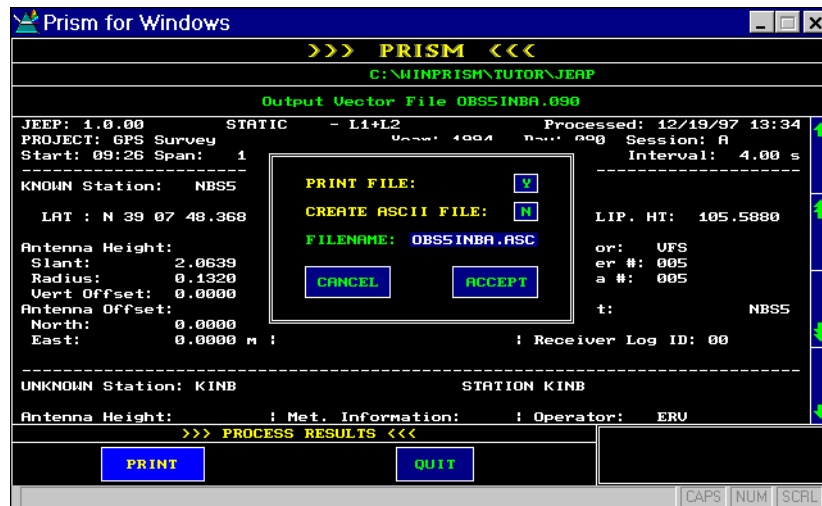 Prism for Windows
>>> PRISM <<<
C:\WINPRISM\TUTOR\JEAP
Output Vector File OBS5INBA.090
JEEP: 1.0.00 STATIC - L1+L2 Processed: 12/19/97 13:34
PROJECT: GPS Survey Year: 1994 Day: 090 Session: A
Start: 09:26 Span: 1 Interval: 4.00 s
KNOWN Station: NBS5
LAT : N 39 07 48.368 LIP. HT: 105.5880
Antenna Height: or: UFS
Slant: 2.0639 er #: 005
Radius: 0.1320 a #: 005
Vert Offset: 0.0000
Antenna Offset: t: NBS5
North: 0.0000
East: 0.0000 m ¦ ¦ Receiver Log ID: 00
PRINT FILE: Y
CREATE ASCII FILE: N
FILENAME: OBS5INBA.ASC
CANCEL ACCEPT
UNKNOWN Station: KINB STATION KINB
Antenna Height: ¦ Met. Information: ¦ Operator: ERV
>>> PROCESS RESULTS <<<
PRINT QUIT
CAPS NUM SCRL